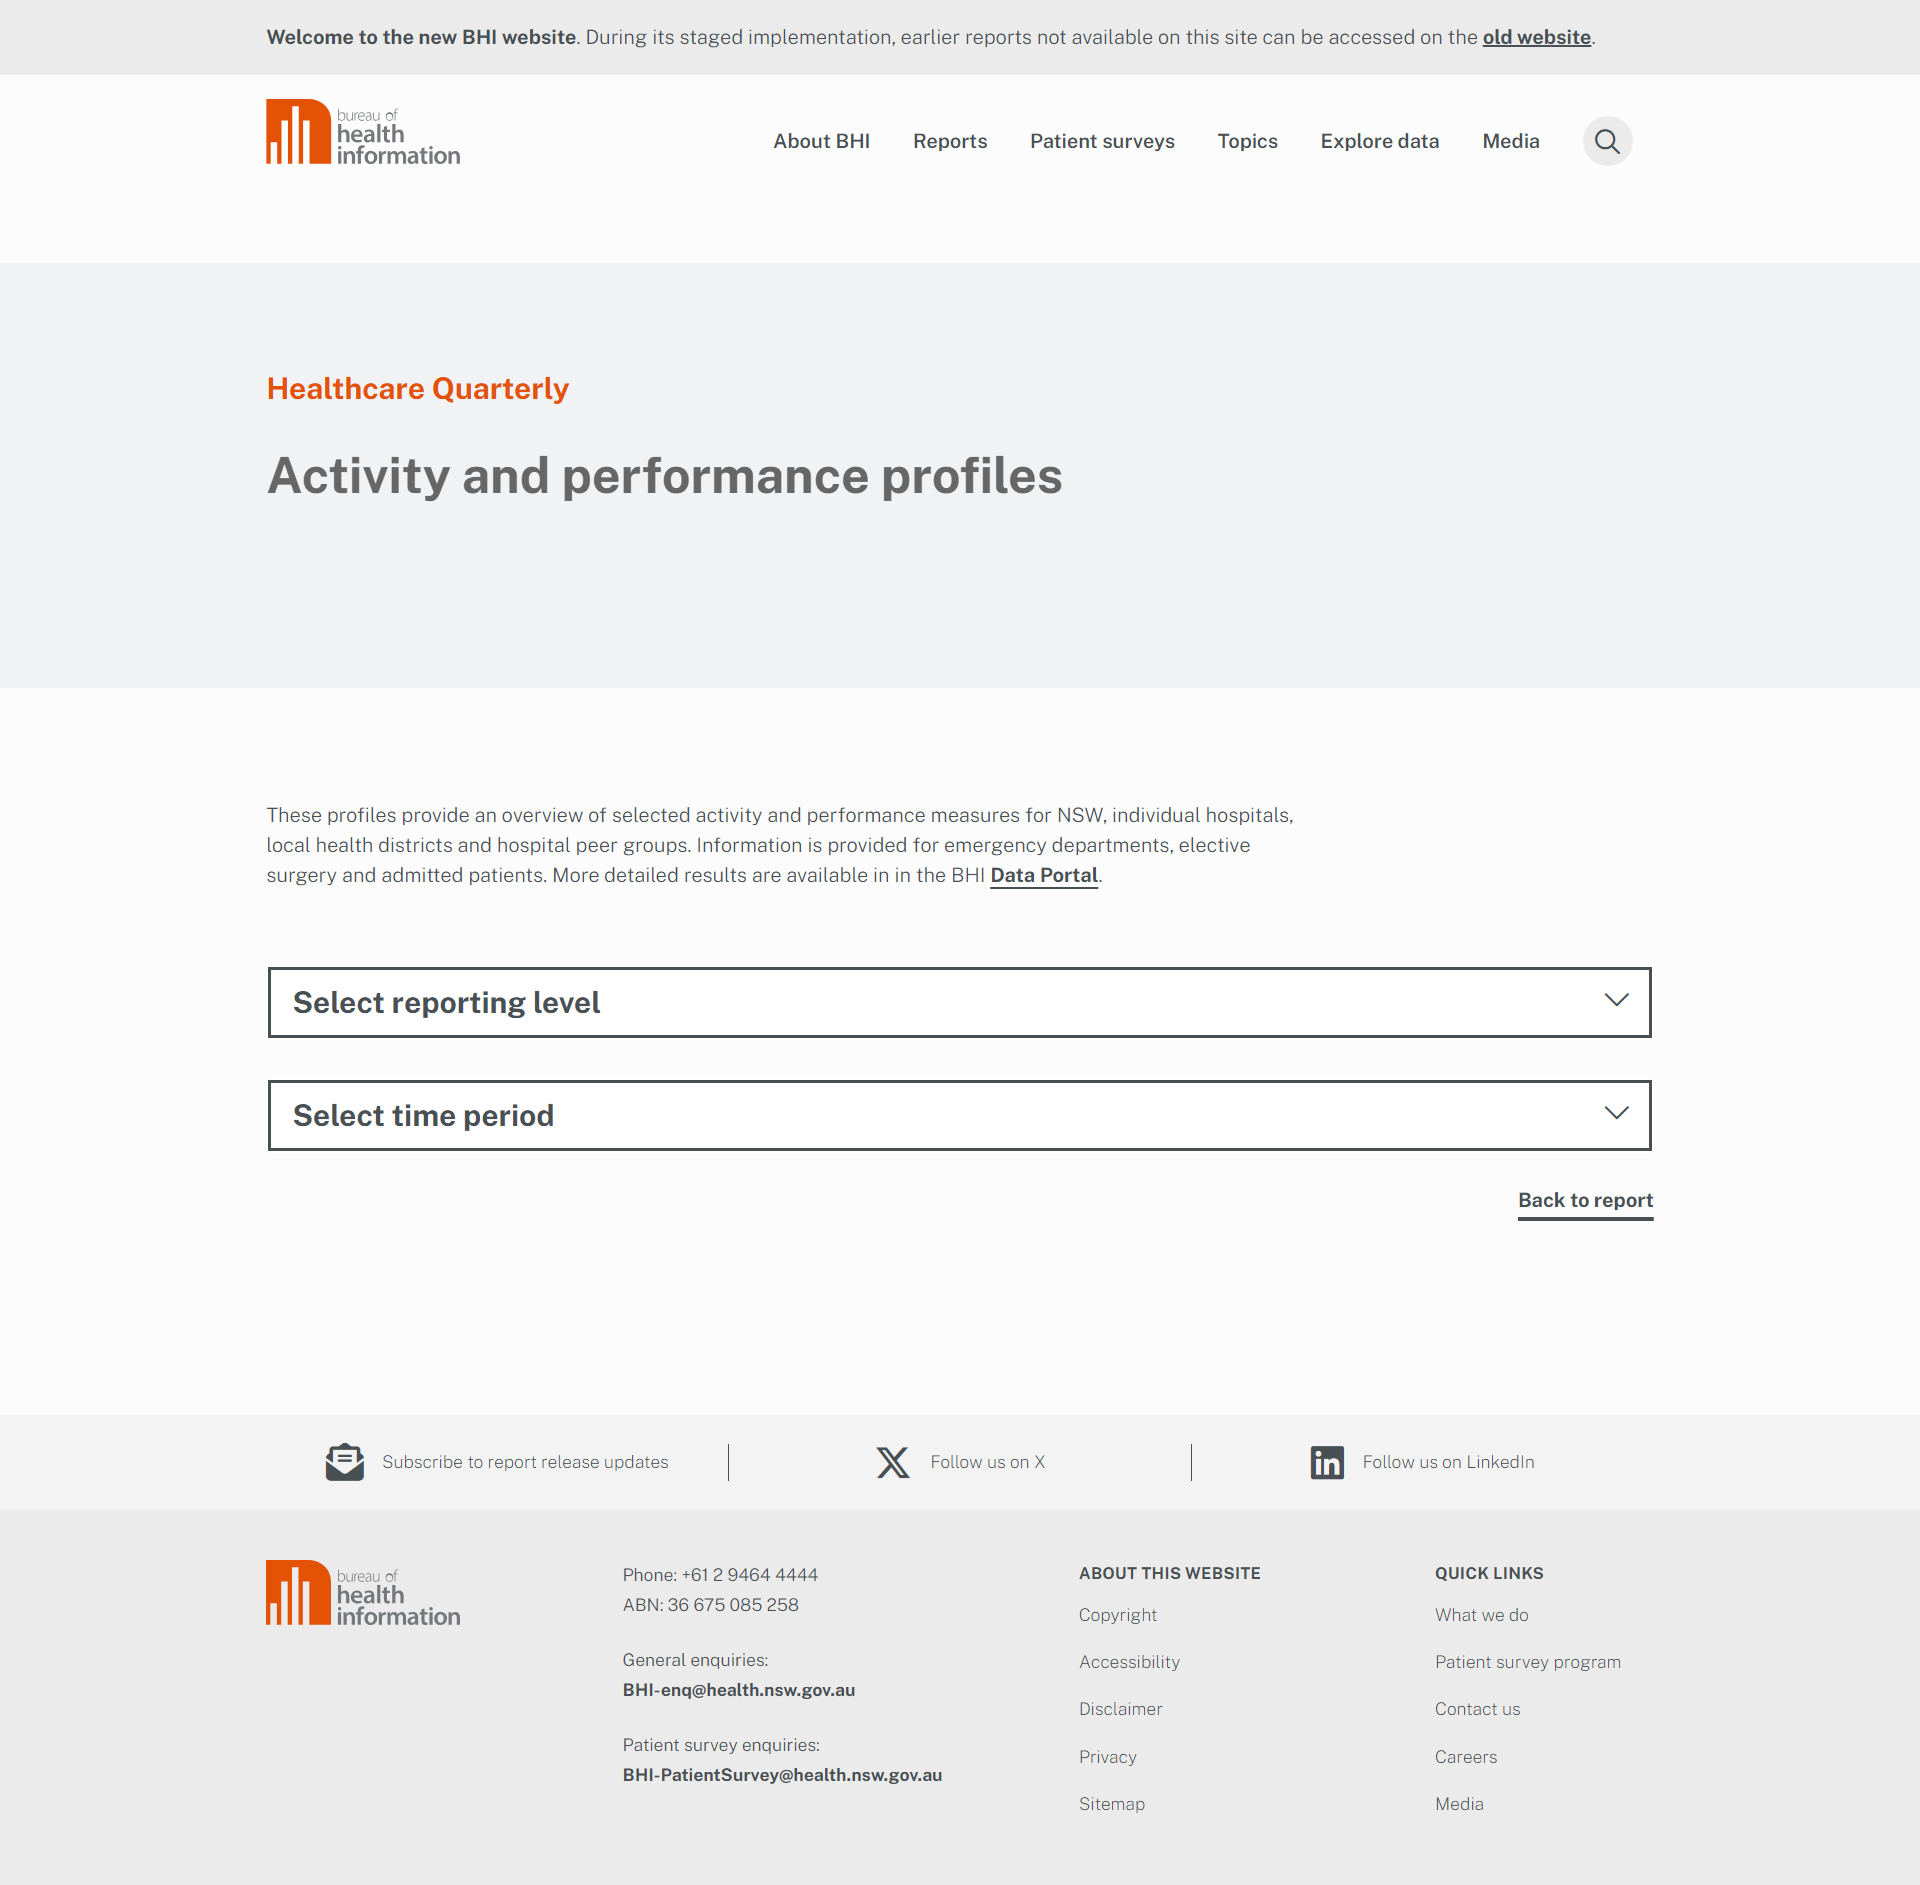 Welcome to the new BHI website. During its staged implementation, earlier reports not available on this site can be accessed on the old website.
bureau of
health
information
About BHI
Reports
Patient surveys
Topics
Explore data
Media
Healthcare Quarterly
Activity and performance profiles
These profiles provide an overview of selected activity and performance measures for NSW, individual hospitals,
local health districts and hospital peer groups. Information is provided for emergency departments, elective
surgery and admitted patients. More detailed results are available in in the BHI Data Portal.
Select reporting level
Select time period
Back to report
Subscribe to report release updates
Follow us on X
Follow us on LinkedIn
bureau of
health
information
Phone: +61 2 9464 4444
ABN: 36 675 085 258
General enquiries:
BHI-enq@health.nsw.gov.au
Patient survey enquiries:
BHI-PatientSurvey@health.nsw.gov.au
ABOUT THIS WEBSITE
Copyright
Accessibility
Disclaimer
Privacy
Sitemap
QUICK LINKS
What we do
Patient survey program
Contact us
Careers
Media